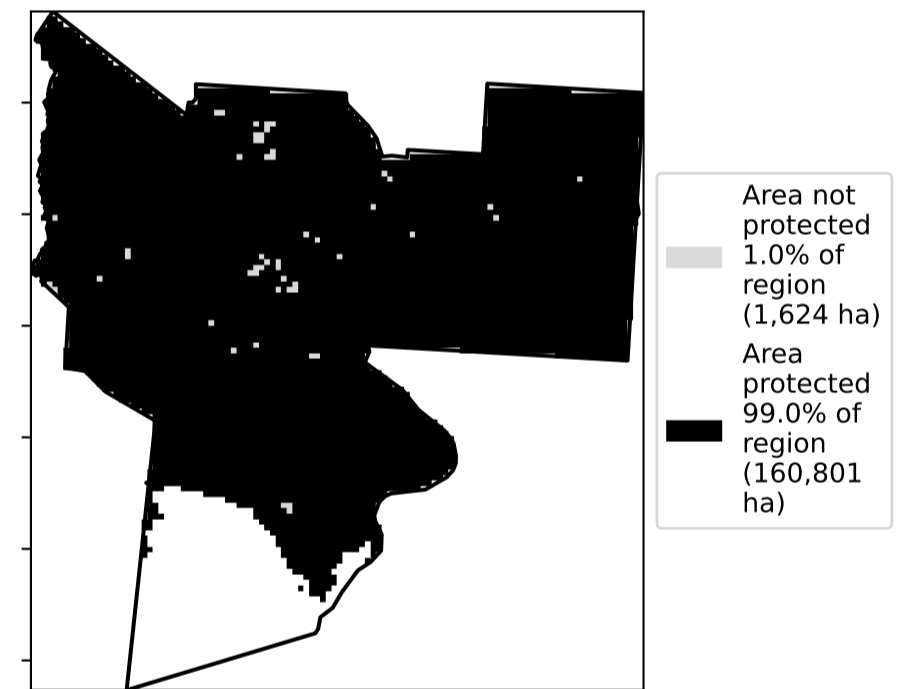 Area not
protected
1.0% of
region
(1,624 ha)
Area
protected
99.0% of
region
(160,801
ha)